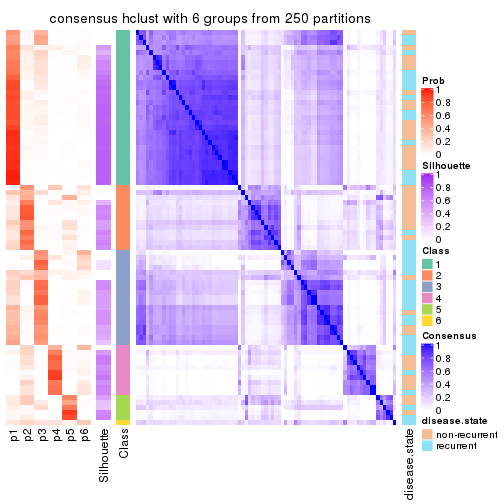 consensus hclust with 6 groups from 250 partitions
Prob
1
0.8
0.6
0.4
0.2
0
Silhouette
1
0.8
0.6
0.4
0.2
0
Class
1
2
3
4
5
6
Consensus
1
0.8
0.6
0.4
0.2
0
disease.state
non-recurrent
recurrent
p1
p2
p3
p4
p5
p6
Silhouette
Class
disease.state